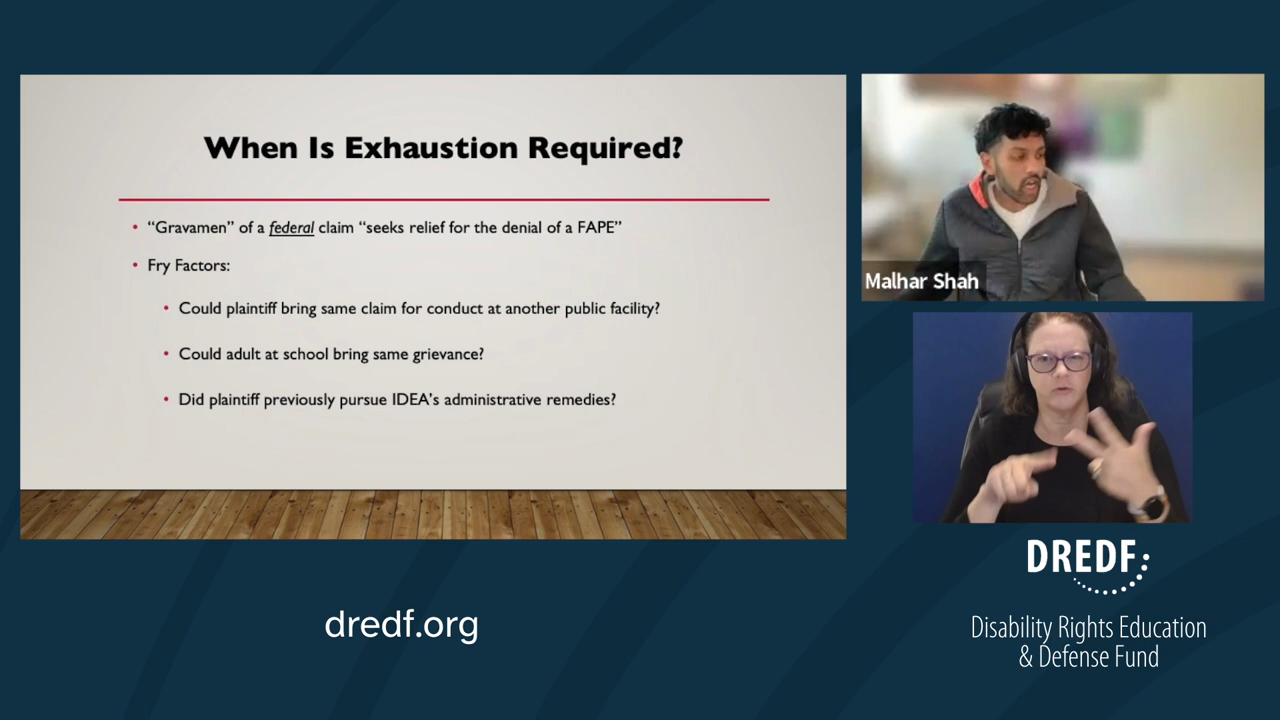 When Is Exhaustion Required?
• “Gravamen” of a federal claim “seeks relief for the denial of a FAPE”
• Fry Factors:
• Could plaintiff bring same claim for conduct at another public facility?
• Could adult at school bring same grievance?
• Did plaintiff previously pursue IDEA’s administrative remedies?
Malhar Shah
DREDF
Disability Rights Education
& Defense Fund
dredf.org